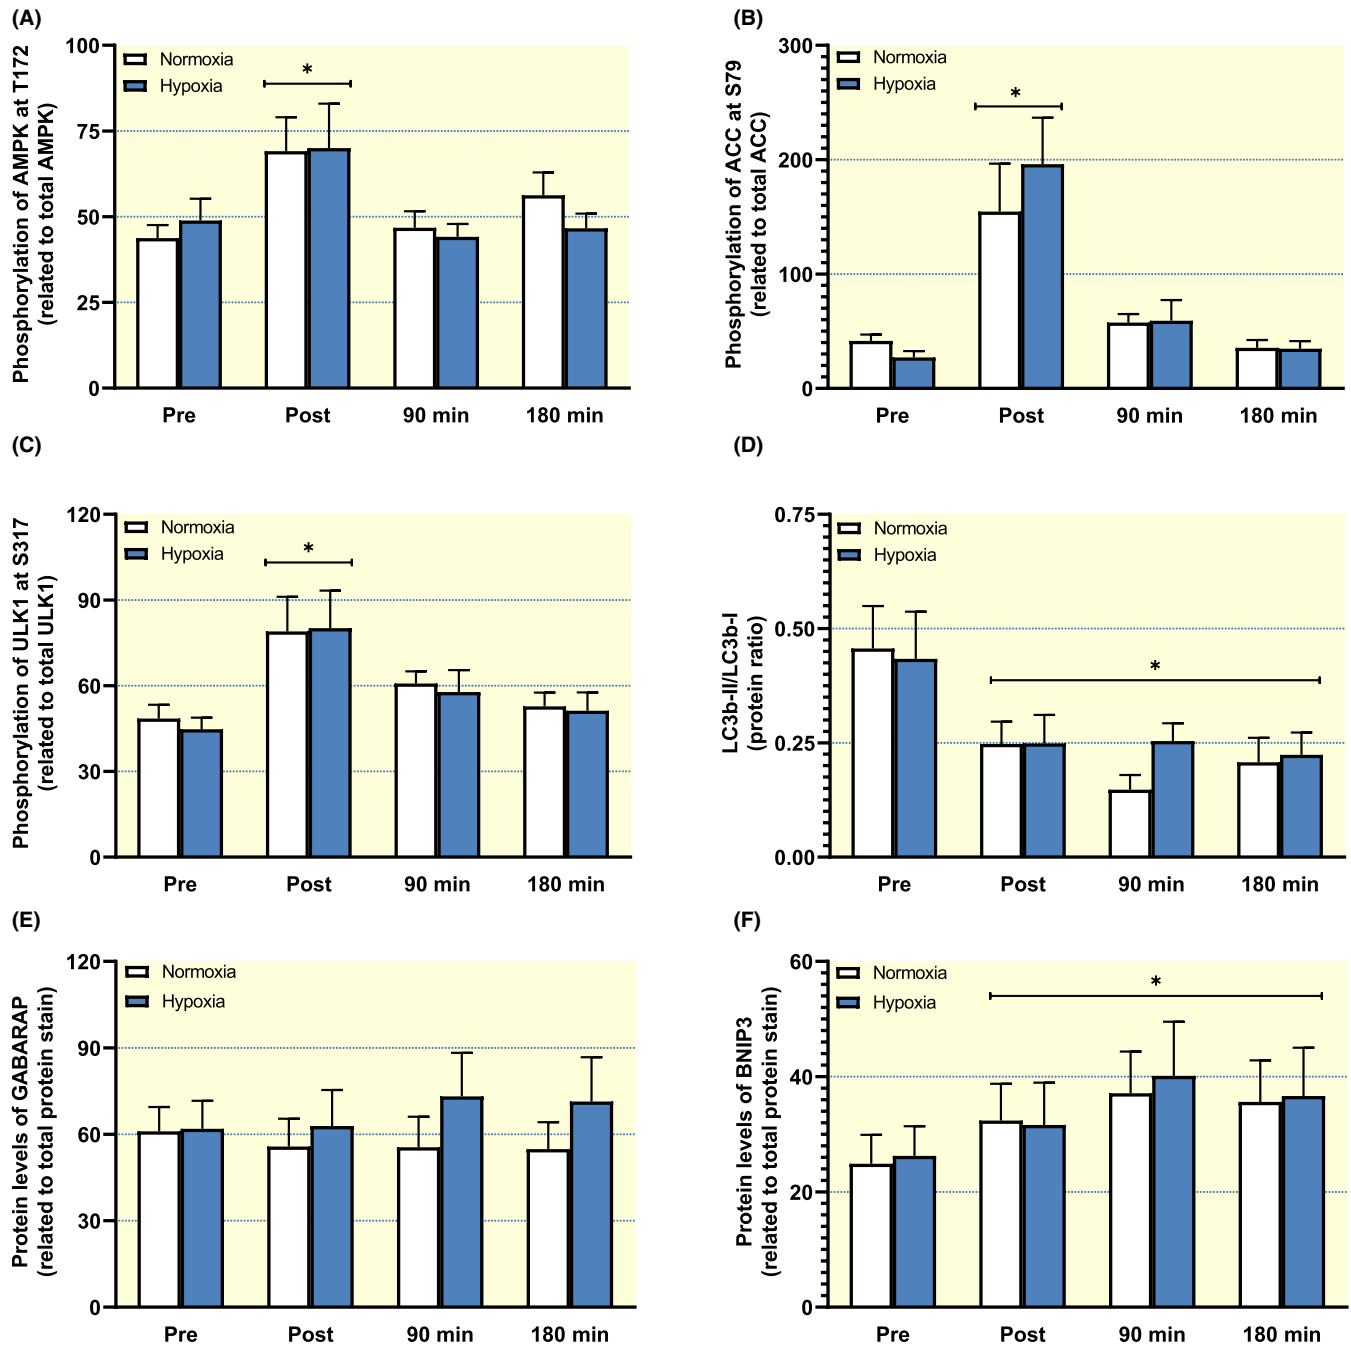 (A)
Phosphorylation of AMPK at T172
(related to total AMPK)
100
75
50
25
0
Normoxia
Hypoxia
*
Pre Post 90 min 180 min
(B)
Phosphorylation of ACC at S79
(related to total ACC)
300
200
100
0
Normoxia
Hypoxia
*
Pre Post 90 min 180 min
(C)
Phosphorylation of ULK1 at S317
(related to total ULK1)
120
90
60
30
0
Normoxia
Hypoxia
*
Pre Post 90 min 180 min
(D)
LC3b-II/LC3b-I
(protein ratio)
0.75
0.50
0.25
0.00
Normoxia
Hypoxia
*
Pre Post 90 min 180 min
(E)
Protein levels of GABARAP
(related to total protein stain)
120
90
60
30
0
Normoxia
Hypoxia
Pre Post 90 min 180 min
(F)
Protein levels of BNIP3
(related to total protein stain)
60
40
20
0
Normoxia
Hypoxia
*
Pre Post 90 min 180 min